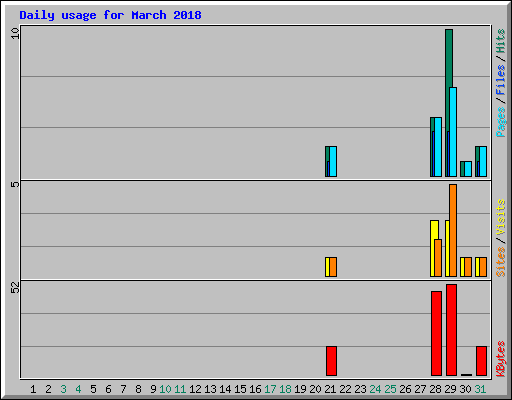 Daily usage for March 2018
10
5
52
Pages/Files/Hits
Sites/Visits
KBytes
1 2 3 4 5 6 7 8 9 10 11 12 13 14 15 16 17 18 19 20 21 22 23 24 25 26 27 28 29 30 31